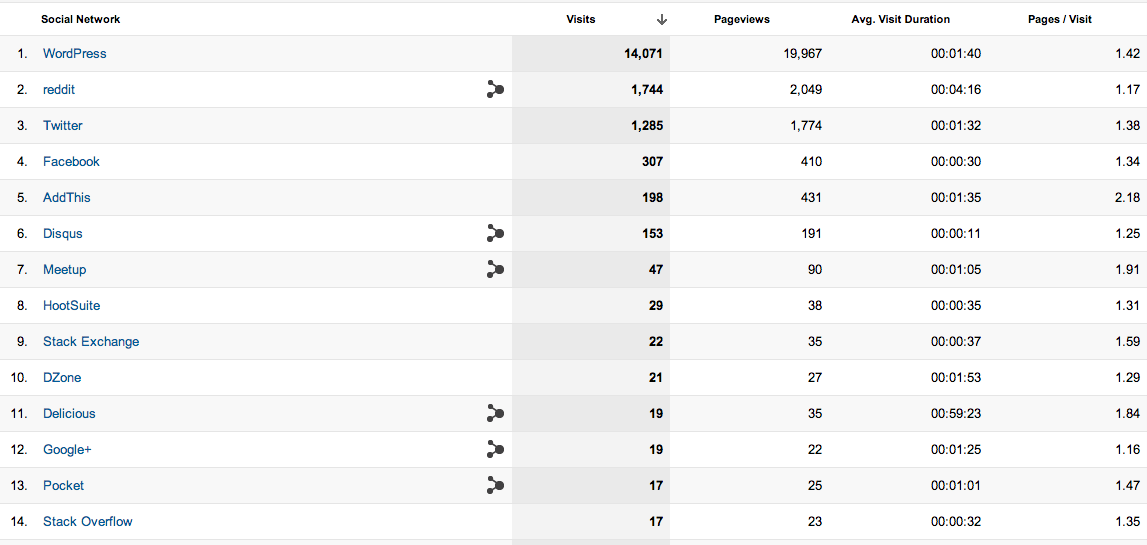 Social Network Visits Pageviews Avg. Visit Duration Pages / Visit
1. WordPress 14,071 19,967 00:01:40 1.42
2. reddit 1,744 2,049 00:04:16 1.17
3. Twitter 1,285 1,774 00:01:32 1.38
4. Facebook 307 410 00:00:30 1.34
5. AddThis 198 431 00:01:35 2.18
6. Disqus 153 191 00:00:11 1.25
7. Meetup 47 90 00:01:05 1.91
8. HootSuite 29 38 00:00:35 1.31
9. Stack Exchange 22 35 00:00:37 1.59
10. DZone 21 27 00:01:53 1.29
11. Delicious 19 35 00:59:23 1.84
12. Google+ 19 22 00:01:25 1.16
13. Pocket 17 25 00:01:01 1.47
14. Stack Overflow 17 23 00:00:32 1.35